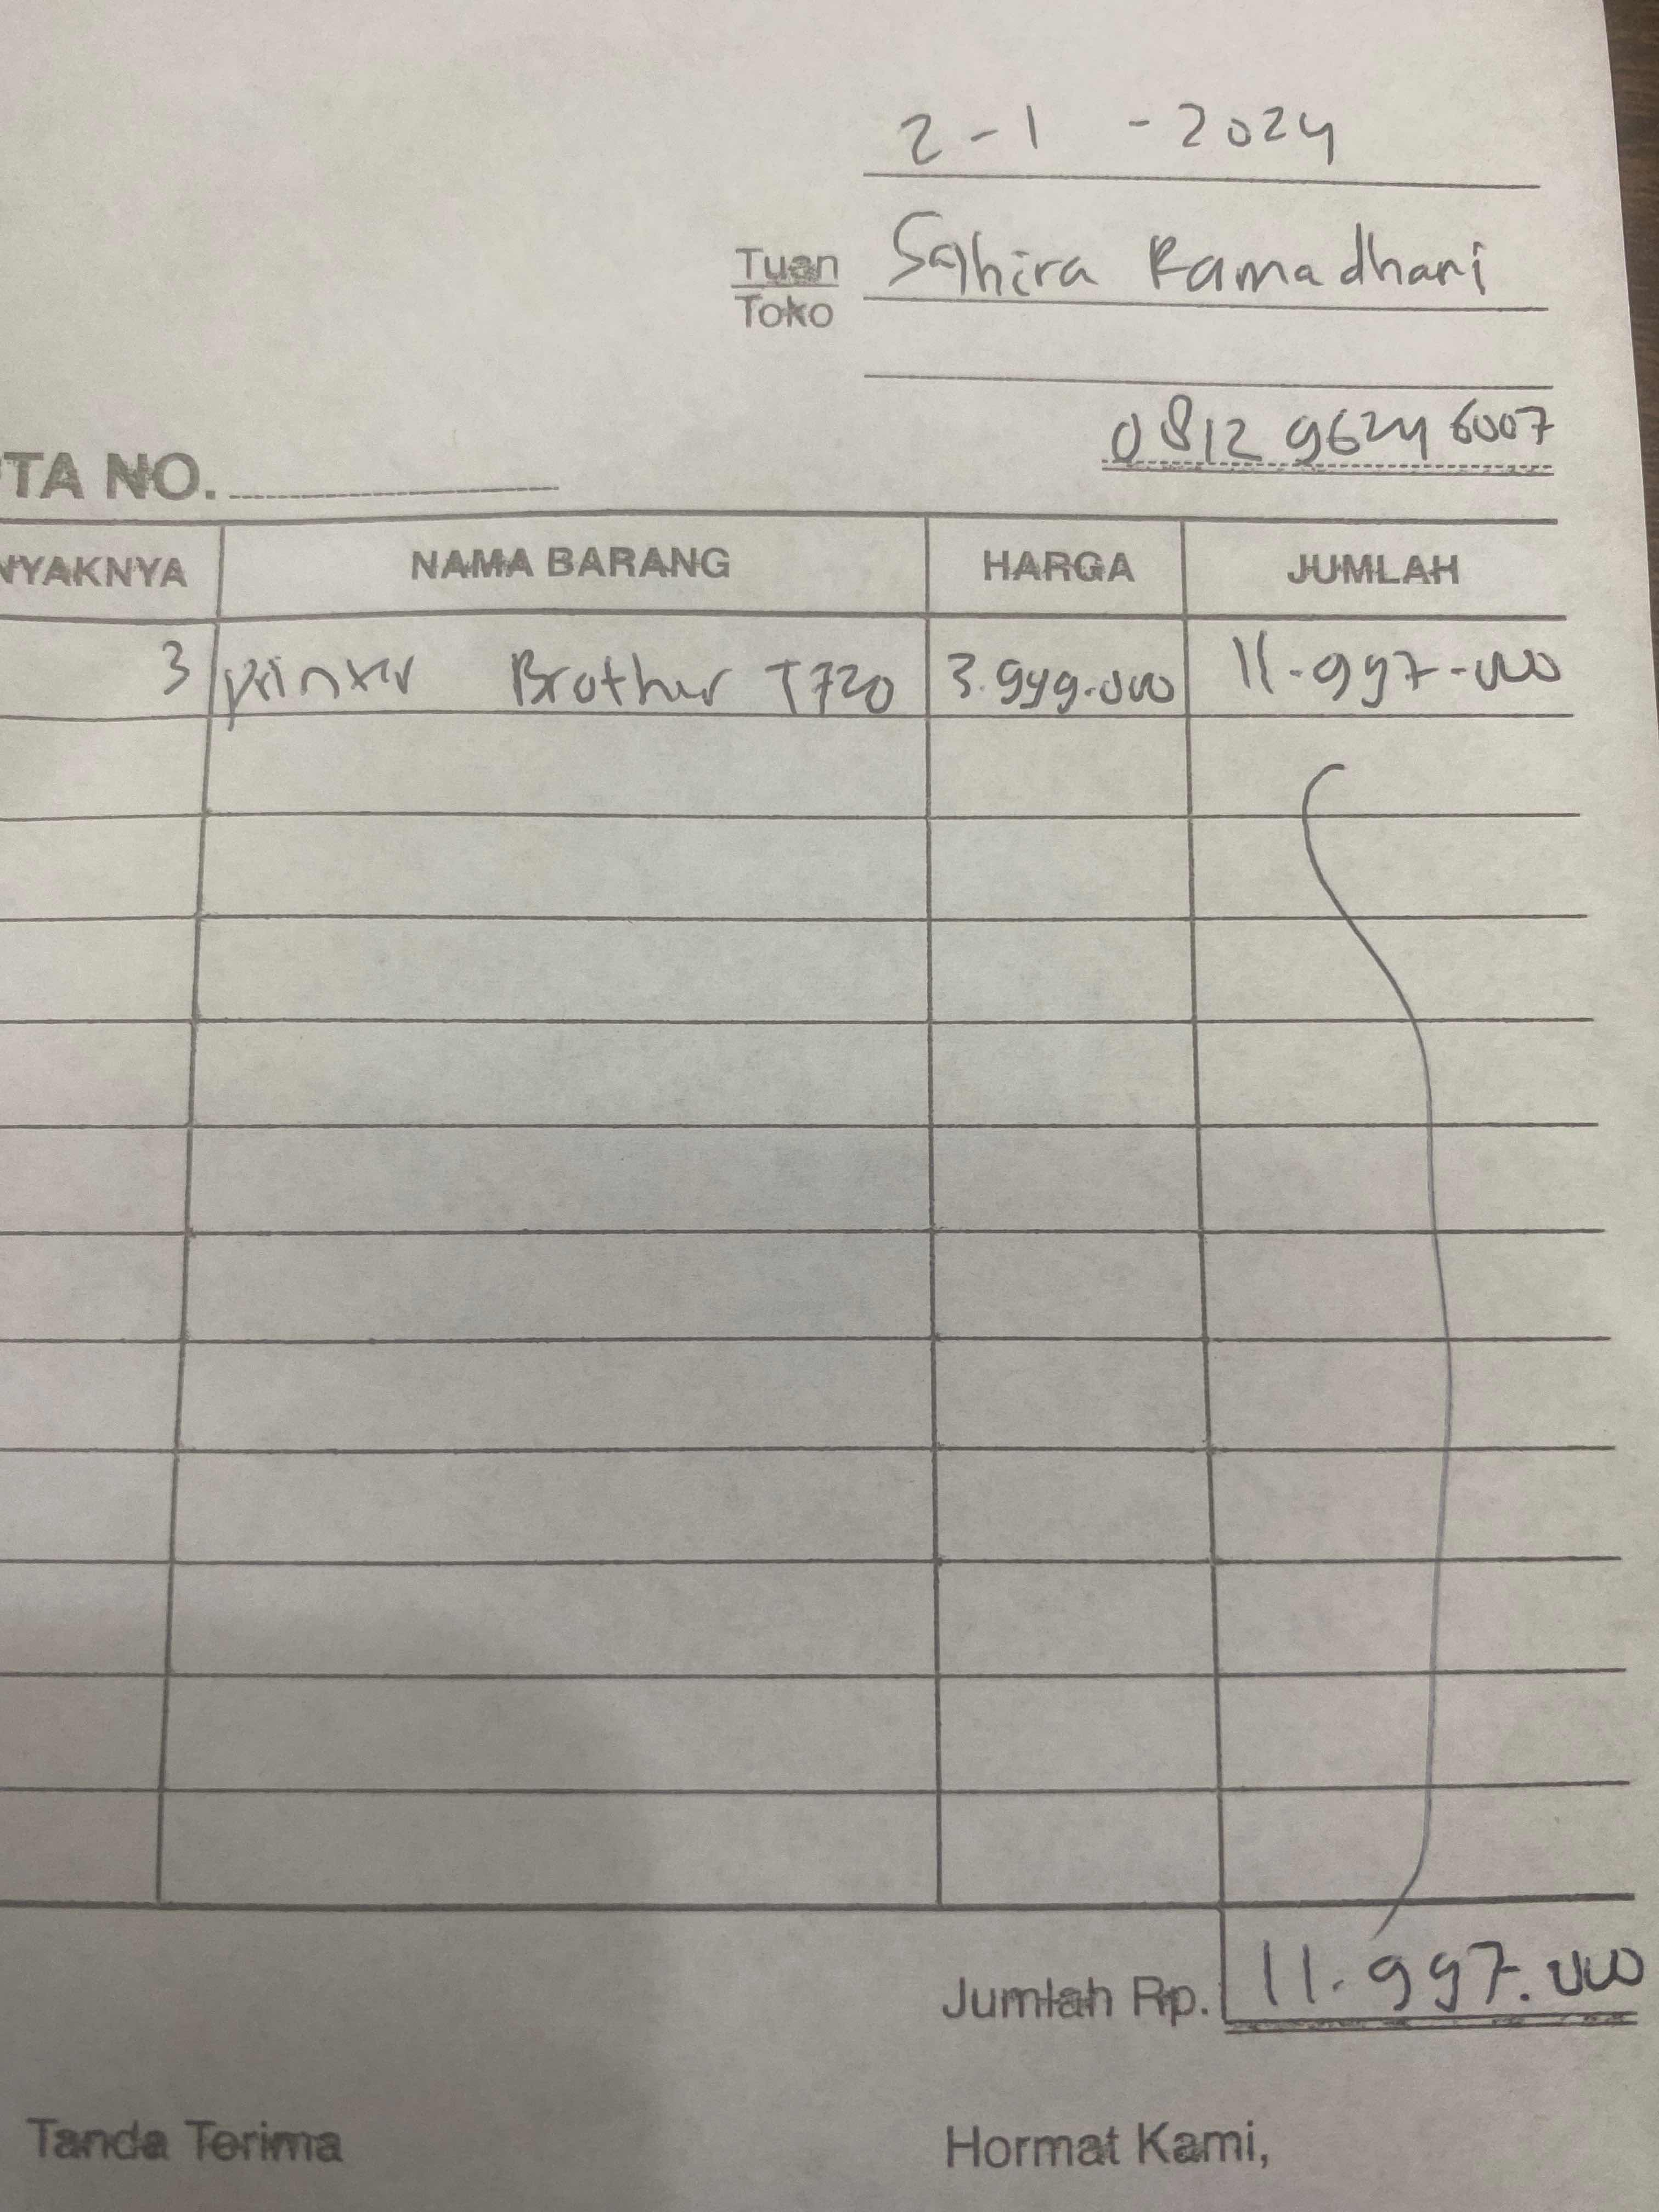 2-1 - 2024
Tuan Sahira Ramadhani
Toko
0812 9624 6007
TA NO.
NYAKNYA NAMA BARANG HARGA JUMLAH
3 printer Brother T720 3.999.000 11.997.000
Jumlah Rp. 11.997.000
Tanda Terima Hormat Kami,